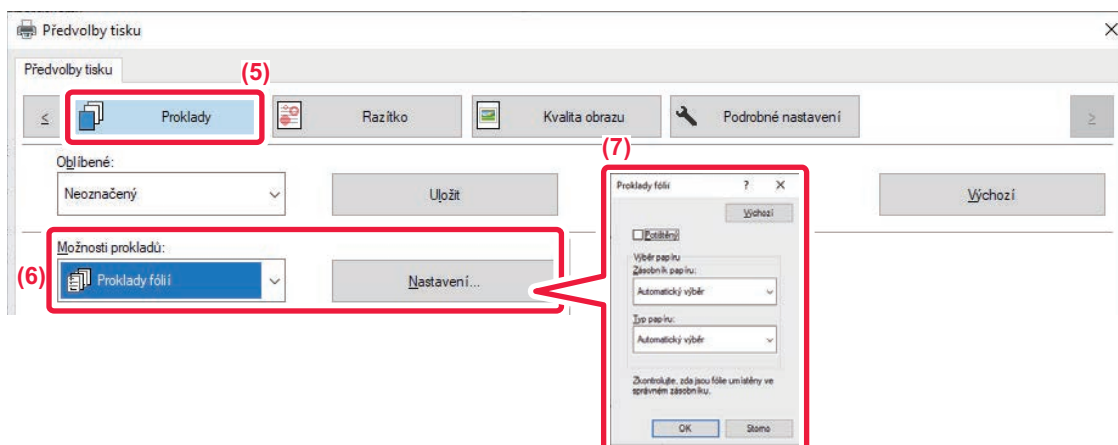 Předvolby tisku
Předvolby tisku
(5)
Proklady
Razítko
Kvalita obrazu
Podrobné nastavení
(7)
Oblíbené:
Neoznačený
Uložit
Výchozí
Možnosti prokladů:
(6)
Proklady fólií
Nastavení...
Proklady fólií
Výchozí
Potištěný
Výběr papíru
Zásobník papíru:
Automatický výběr
Typ papíru:
Automatický výběr
Zkontrolujte, zda jsou fólie umístěny ve
správném zásobníku.
OK
Storno